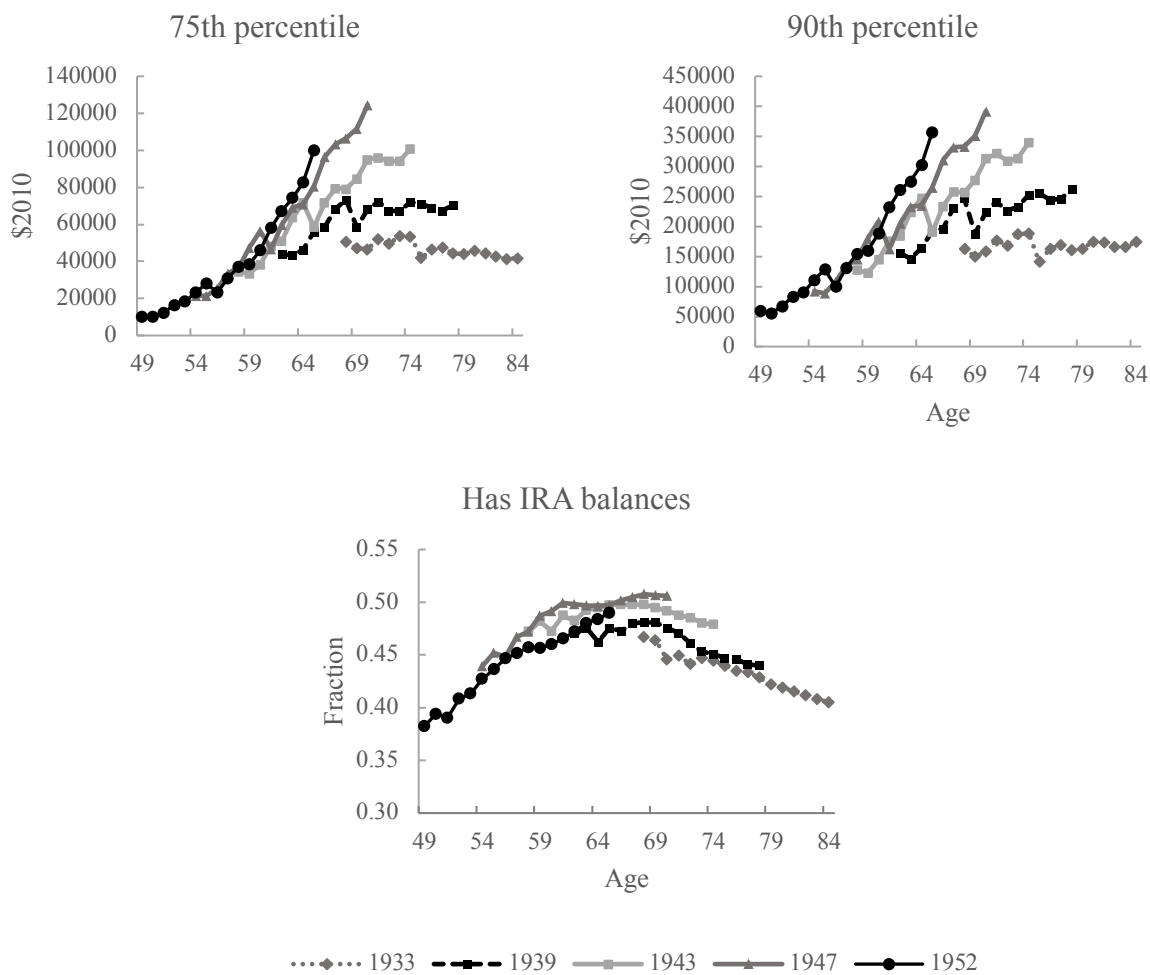 75th percentile
$2010
140000
120000
100000
80000
60000
40000
20000
0
49 54 59 64 69 74 79 84
90th percentile
$2010
450000
400000
350000
300000
250000
200000
150000
100000
50000
0
49 54 59 64 69 74 79 84
Age
Has IRA balances
Fraction
0.55
0.50
0.45
0.40
0.35
0.30
49 54 59 64 69 74 79 84
Age
1933 1939 1943 1947 1952